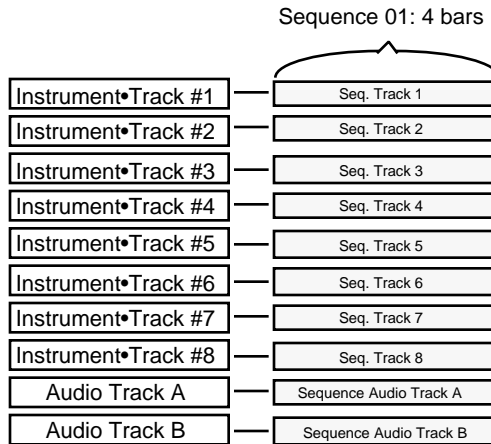 Sequence 01: 4 bars
Instrument•Track #1 Seq. Track 1
Instrument•Track #2 Seq. Track 2
Instrument•Track #3 Seq. Track 3
Instrument•Track #4 Seq. Track 4
Instrument•Track #5 Seq. Track 5
Instrument•Track #6 Seq. Track 6
Instrument•Track #7 Seq. Track 7
Instrument•Track #8 Seq. Track 8
Audio Track A Sequence Audio Track A
Audio Track B Sequence Audio Track B